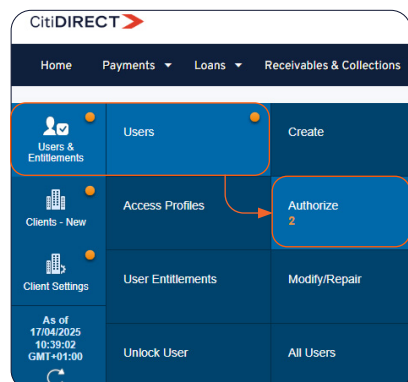 CitiDIRECT
Home Payments Loans Receivables & Collections
Users &
Entitlements
Users
Create
Clients - New
Access Profiles
Authorize
2
Client Settings
User Entitlements
Modify/Repair
As of
17/04/2025
10:39:02
GMT+01:00
Unlock User
All Users